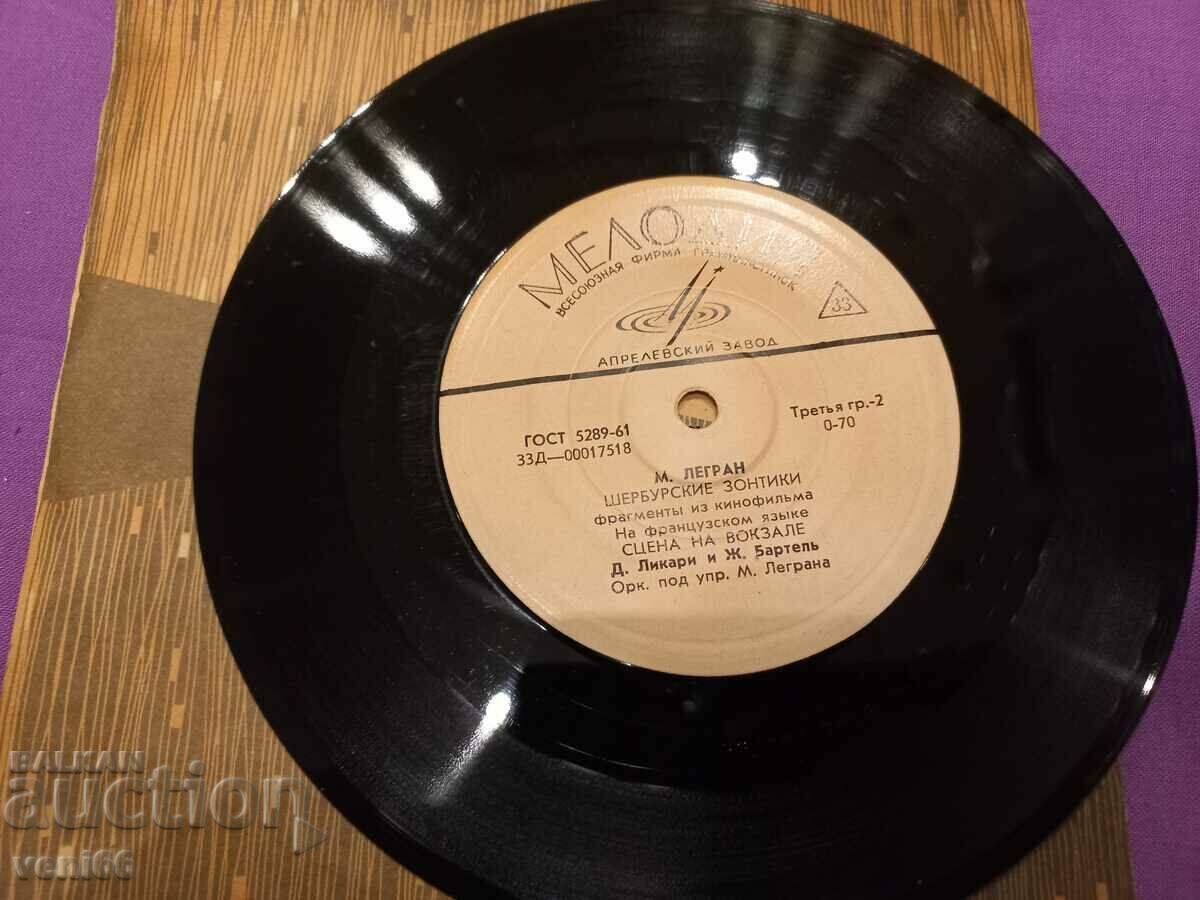 МЕЛОДИЯ
ВСЕСОЮЗНАЯ ФИРМА ГРАМПЛАСТИНОК
33
АПРЕЛЕВСКИЙ ЗАВОД
ГОСТ 5289-61
33Д—00017518
Третья гр.-2
0-70
М. ЛЕГРАН
ШЕРБУРСКИЕ ЗОНТИКИ
фрагменты из кинофильма
На французском языке
СЦЕНА НА ВОКЗАЛЕ
Д. Ликари и Ж. Бартель
Орк. под упр. М. Леграна
BALKAN
auction
veni66